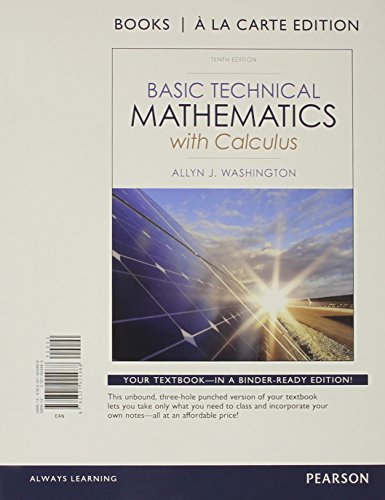 BOOKS | À LA CARTE EDITION
TENTH EDITION
BASIC TECHNICAL
MATHEMATICS
with Calculus
ALLYN J. WASHINGTON
YOUR TEXTBOOK—IN A BINDER-READY EDITION!
This unbound, three-hole punched version of your textbook
lets you take only what you need to class and incorporate your
own notes—all at an affordable price!
EAN
ALWAYS LEARNING
PEARSON